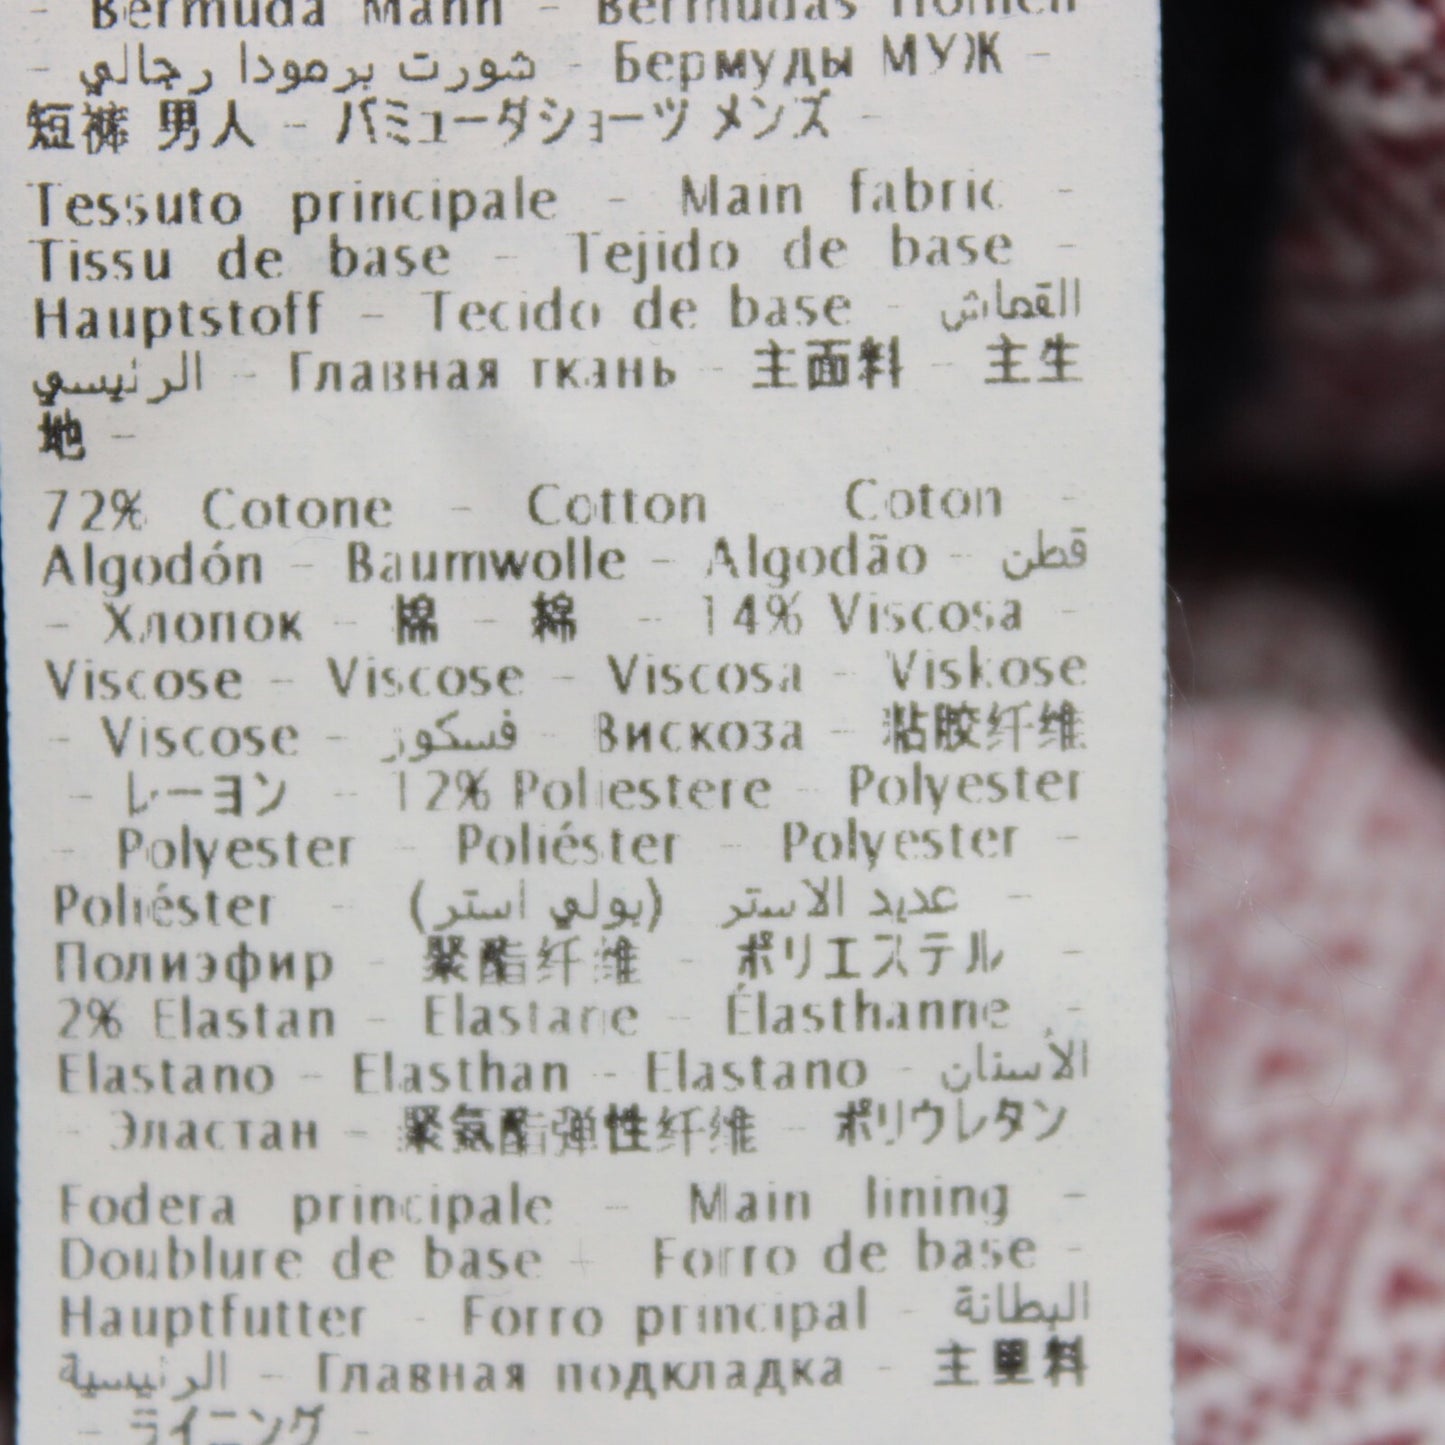 - Bermuda Mann - Bermudas Homem
- شورت برمودا رجالي - Бермуды МУЖ -
短裤 男人 - バミューダショーツ メンズ -
Tessuto principale - Main fabric -
Tissu de base - Tejido de base -
Hauptstoff - Tecido de base - القماش
الرئيسي - Главная ткань - 主面料 - 主生
地 -
72% Cotone - Cotton Coton -
Algodón - Baumwolle - Algodão - قطن
- Хлопок - 棉 - 綿 - 14% Viscosa -
Viscose - Viscose - Viscosa - Viskose
- Viscose - فسكوز - Вискоза - 粘胶纤维
- レーヨン - 12% Poliestere - Polyester
- Polyester - Poliéster - Polyester -
Poliéster - عديد الاستر (بولي استر) -
Полиэфир - 聚酯纤维 - ポリエステル -
2% Elastan - Elastane - Élasthanne -
Elastano - Elasthan - Elastano - الأستان
- Эластан - 聚氨酯弹性纤维 - ポリウレタン
Fodera principale - Main lining -
Doublure de base - Forro de base -
Hauptfutter - Forro principal - البطانة
الرئيسية - Главная подкладка - 主里料
- ライニング -